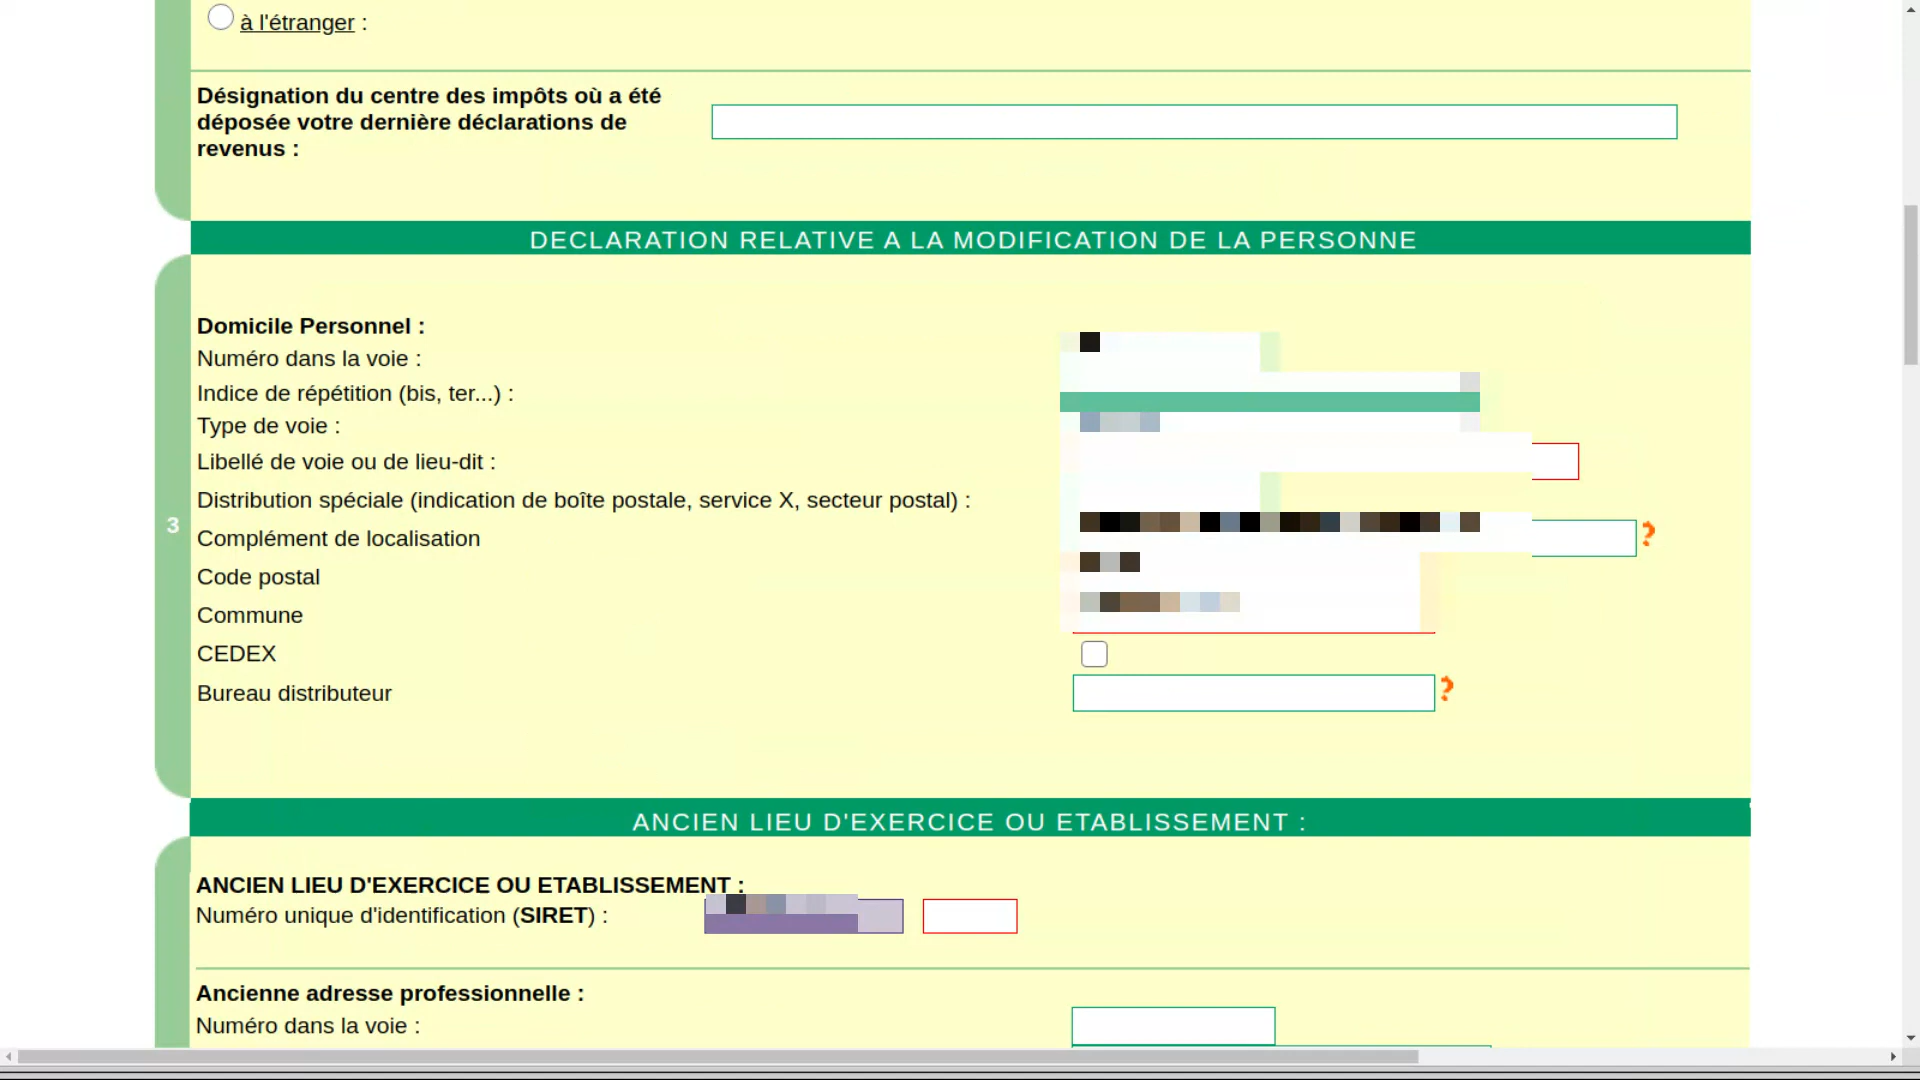 à l'étranger :
Désignation du centre des impôts où a été
déposée votre dernière déclarations de
revenus :
DECLARATION RELATIVE A LA MODIFICATION DE LA PERSONNE
Domicile Personnel :
Numéro dans la voie :
Indice de répétition (bis, ter...) :
Type de voie :
Libellé de voie ou de lieu-dit :
Distribution spéciale (indication de boîte postale, service X, secteur postal) :
3
Complément de localisation
?
Code postal
Commune
CEDEX
Bureau distributeur
?
ANCIEN LIEU D'EXERCICE OU ETABLISSEMENT :
ANCIEN LIEU D'EXERCICE OU ETABLISSEMENT :
Numéro unique d'identification (SIRET) :
Ancienne adresse professionnelle :
Numéro dans la voie :